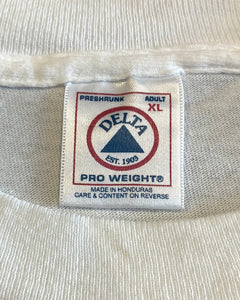 PRESHRUNK ADULT
XL
DELTA
EST. 1903
PRO WEIGHT®
MADE IN HONDURAS
CARE & CONTENT ON REVERSE